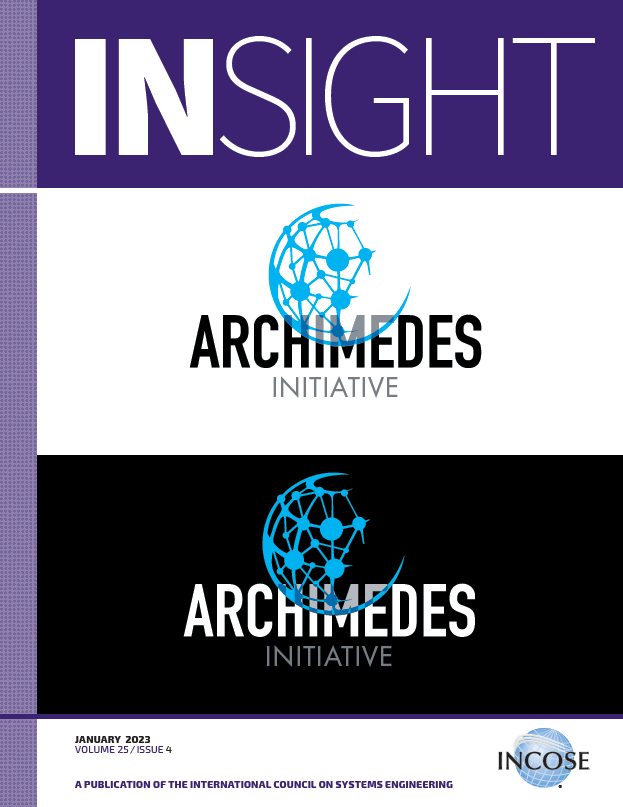 INSIGHT
ARCHIMEDES
INITIATIVE
ARCHIMEDES
INITIATIVE
JANUARY 2023
VOLUME 25 / ISSUE 4
INCOSE
A PUBLICATION OF THE INTERNATIONAL COUNCIL ON SYSTEMS ENGINEERING